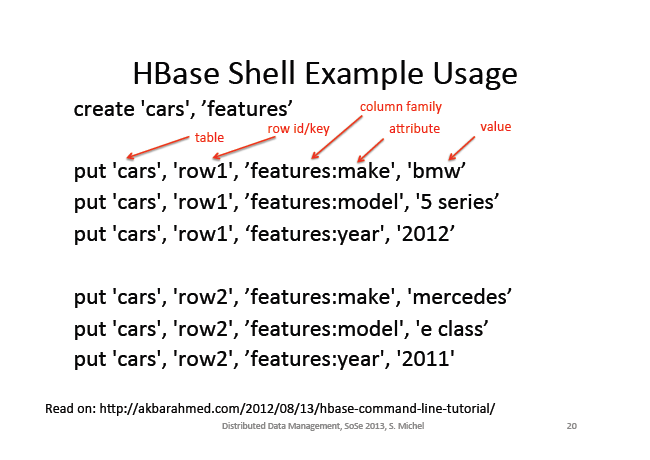 HBase Shell Example Usage
create 'cars', ’features’
column family
table
row id/key
attribute
value
put 'cars', 'row1', ’features:make', 'bmw’
put 'cars', 'row1', ’features:model', '5 series’
put 'cars', 'row1', ‘features:year', '2012’
put 'cars', 'row2', ’features:make', 'mercedes’
put 'cars', 'row2', ’features:model', 'e class’
put 'cars', 'row2', ’features:year', '2011'
Read on: http://akbarahmed.com/2012/08/13/hbase-command-line-tutorial/
Distributed Data Management, SoSe 2013, S. Michel
20